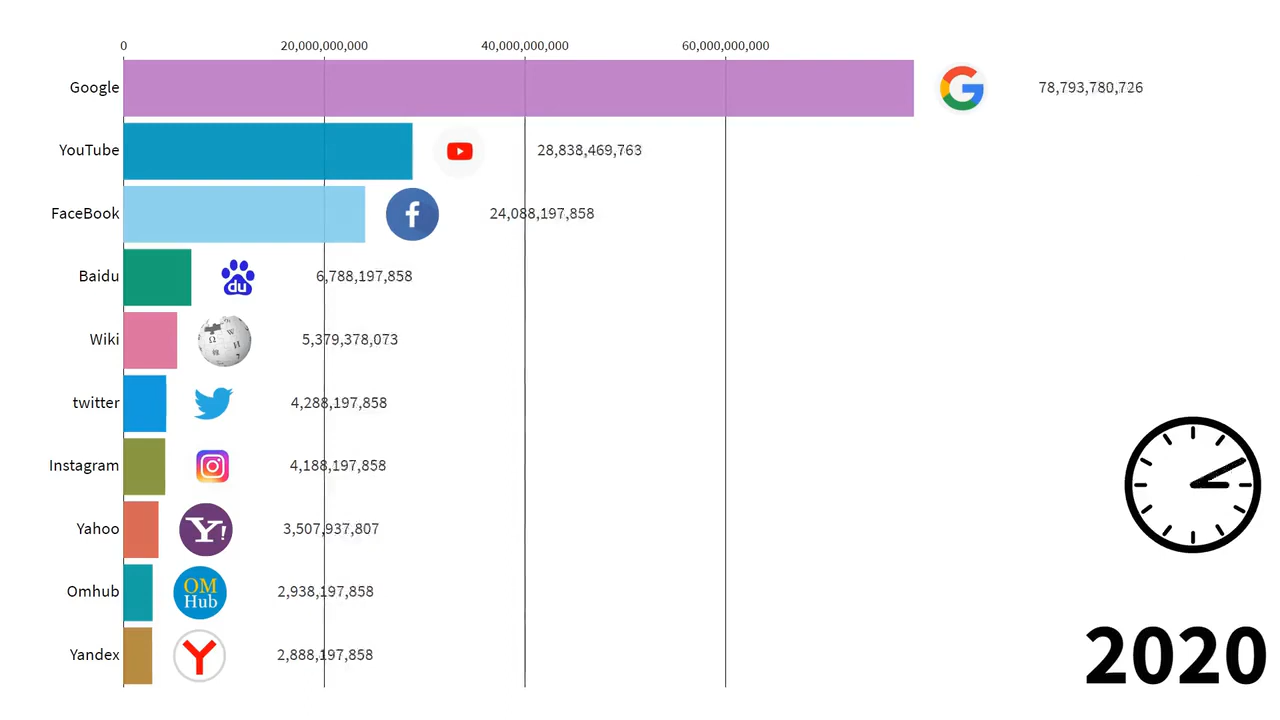 0 20,000,000,000 40,000,000,000 60,000,000,000
Google 78,793,780,726
YouTube 28,838,469,763
FaceBook f 24,088,197,858
Baidu du 6,788,197,858
Wiki 5,379,378,073
twitter 4,288,197,858
Instagram 4,188,197,858
Yahoo Y! 3,507,937,807
Omhub OM Hub 2,938,197,858
Yandex Y 2,888,197,858
2020